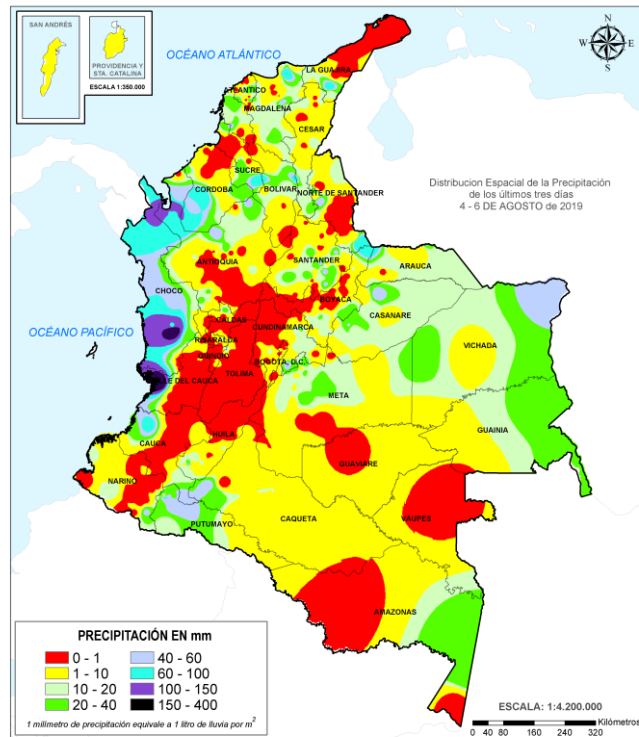 SAN ANDRÉS
PROVIDENCIA Y
STA. CATALINA
ESCALA 1:350.000
OCÉANO ATLÁNTICO
N
W E
S
LA GUAJIRA
ATLANTICO
MAGDALENA
CESAR
SUCRE
CORDOBA
BOLIVAR
NORTE DE SANTANDER
Distribucion Espacial de la Precipitación
de los últimos tres días
4 - 6 DE AGOSTO de 2019
ANTIOQUIA
SANTANDER
ARAUCA
CHOCO
BOYACA
CASANARE
OCÉANO PACÍFICO
CALDAS
CUNDINAMARCA
RISARALDA
VICHADA
QUINDIO
BOGOTA, D.C.
TOLIMA
VALLE DEL CAUCA
META
GUAINIA
CAUCA
HUILA
GUAVIARE
NARIÑO
VAUPES
PUTUMAYO
CAQUETA
AMAZONAS
PRECIPITACIÓN EN mm
0 - 1 40 - 60
1 - 10 60 - 100
10 - 20 100 - 150
20 - 40 150 - 400
1 milimetro de precipitación equivale a 1 litro de lluvia por m²
ESCALA: 1:4.200.000
0 40 80 160 240 320 Kilómetros